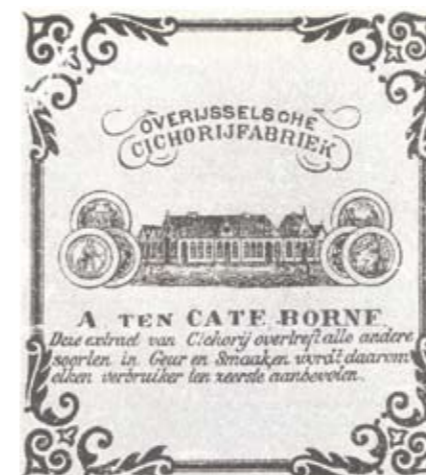 OVERIJSSELSCHE
CICHORIJFABRIEK
A TEN CATE BORNE
Deze extract van Cichorij overtreft alle andere
soorten in Geur en Smaak en wordt daarom
elken verbruiker ten zeerste aanbevolen.